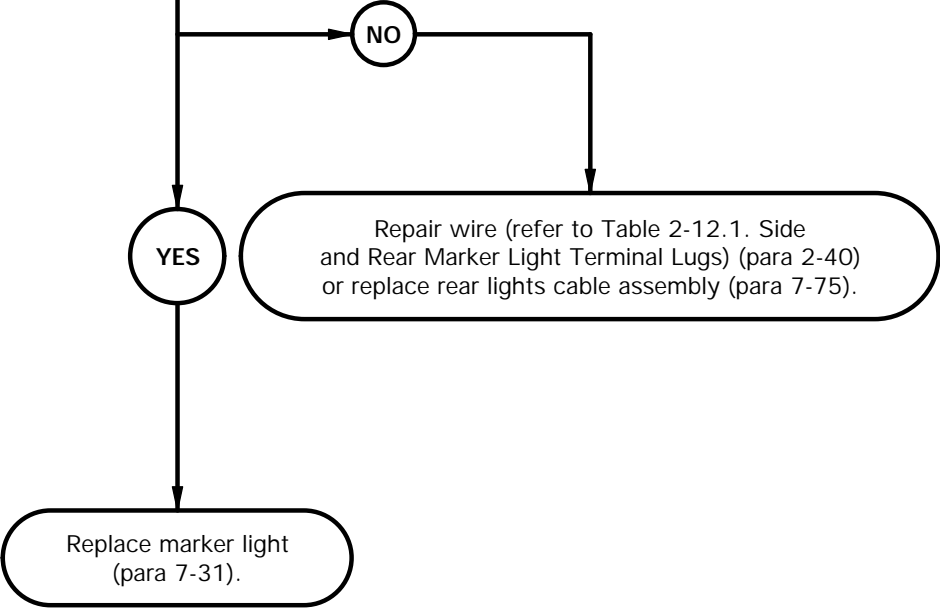 NO
YES
Repair wire (refer to Table 2-12.1. Side
and Rear Marker Light Terminal Lugs) (para 2-40)
or replace rear lights cable assembly (para 7-75).
Replace marker light
(para 7-31).